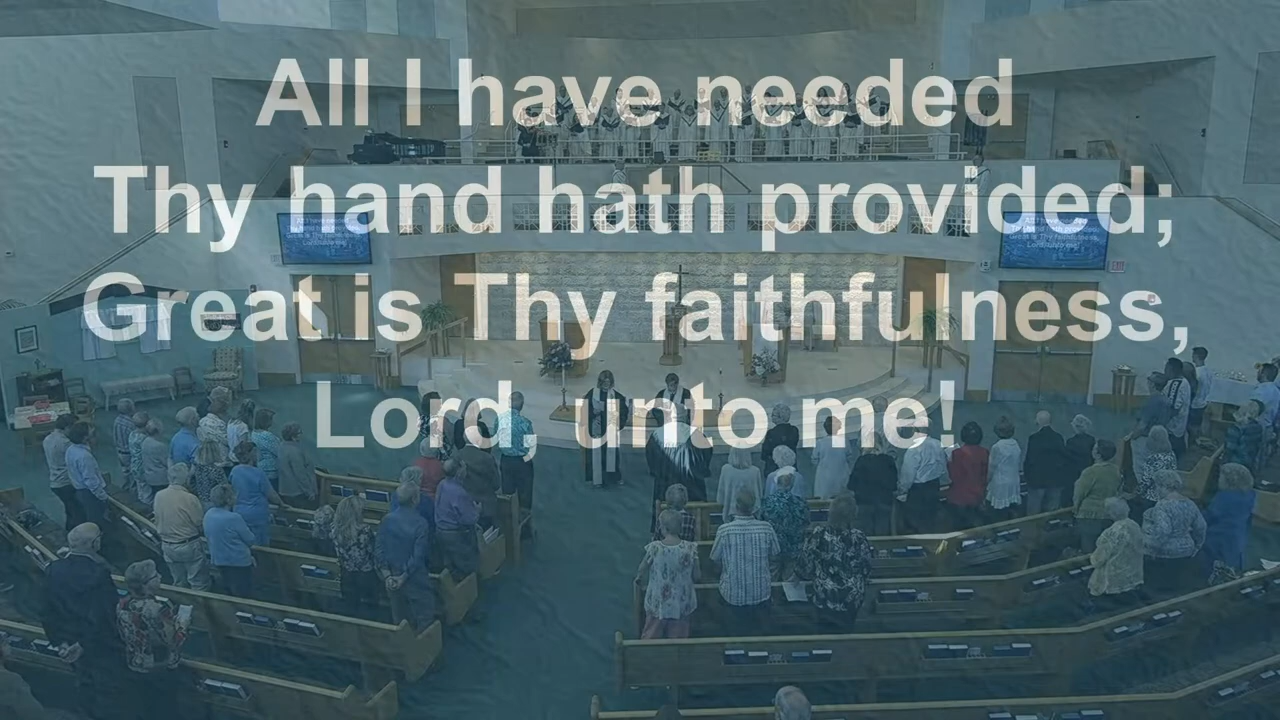 All I have needed
Thy hand hath provided;
Great is Thy faithfulness,
Lord, unto me!